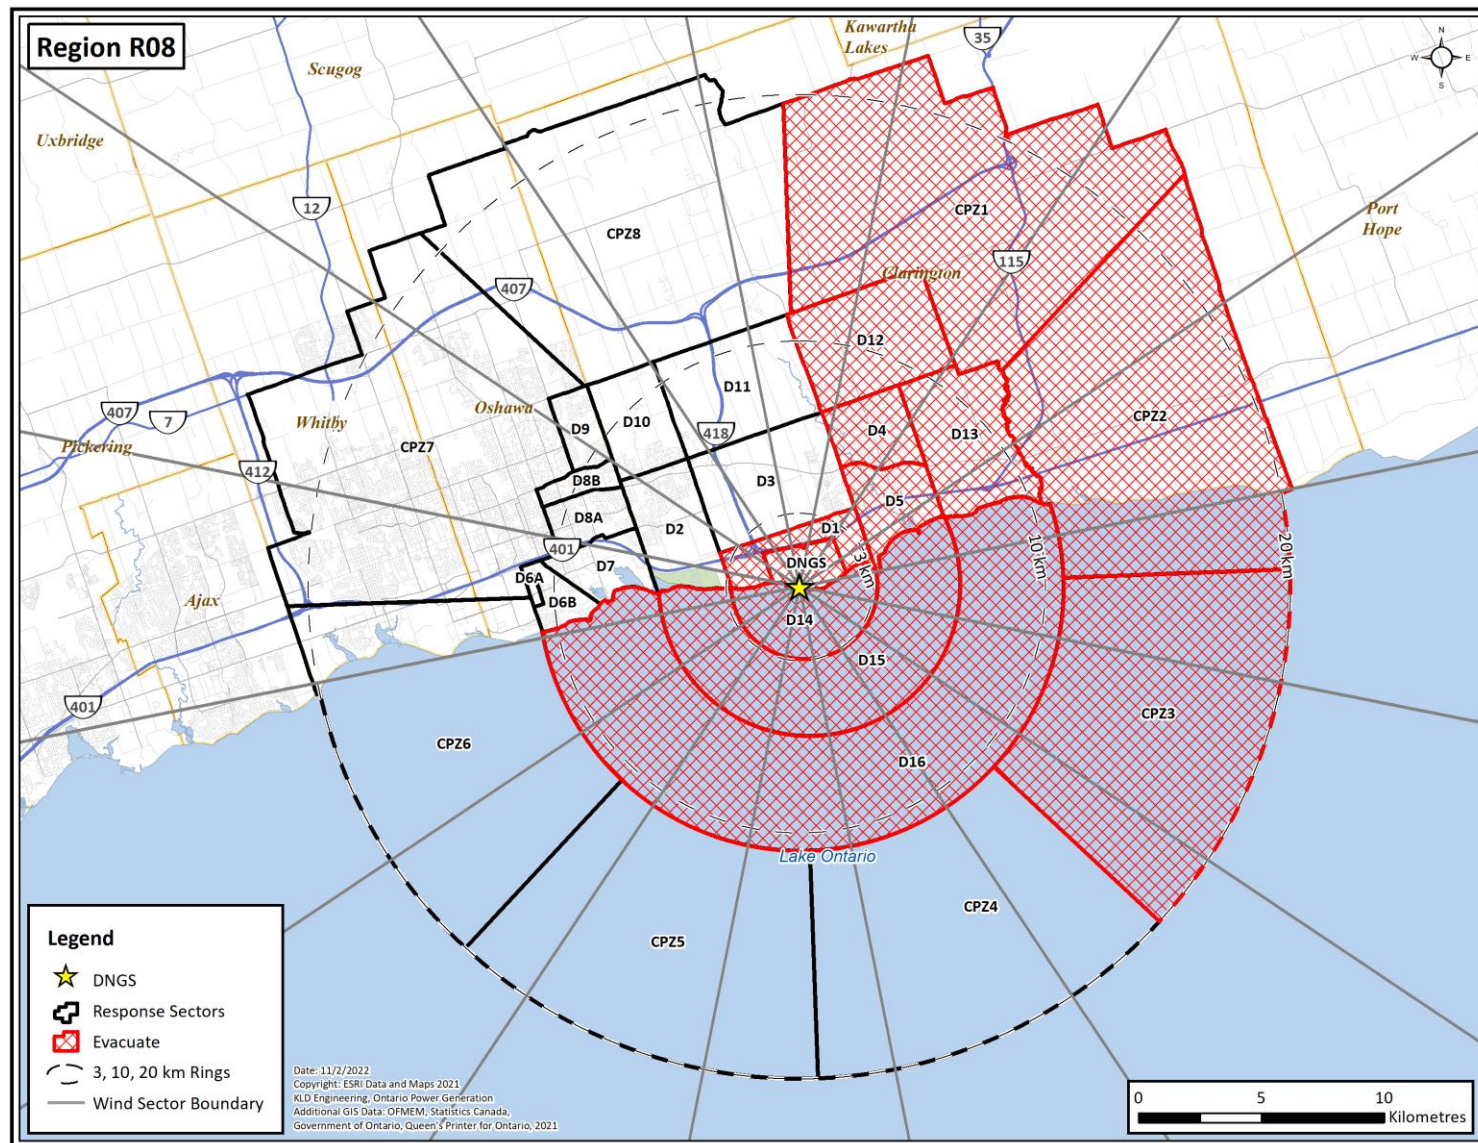 Region R08
Kawartha
Lakes
35
N
W
E
S
Scugog
Uxbridge
12
CPZ1
Port
Hope
CPZ8
Clarington
115
407
D12
D11
407
7
Whitby
Oshawa
D9
D10
418
D4
D13
CPZ2
Pickering
CPZ7
412
D8B
D3
D5
D8A
D2
D1
401
DNGS
3 km
10 km
20 km
D6A
D7
D6B
Ajax
D14
D15
401
CPZ6
CPZ3
D16
Lake Ontario
CPZ4
CPZ5
Legend
DNGS
Response Sectors
Evacuate
3, 10, 20 km Rings
Wind Sector Boundary
Date: 11/2/2022
Copyright: ESRI Data and Maps 2021
KLD Engineering, Ontario Power Generation
Additional GIS Data: OFMEM, Statistics Canada,
Government of Ontario, Queen's Printer for Ontario, 2021
0 5 10
Kilometres